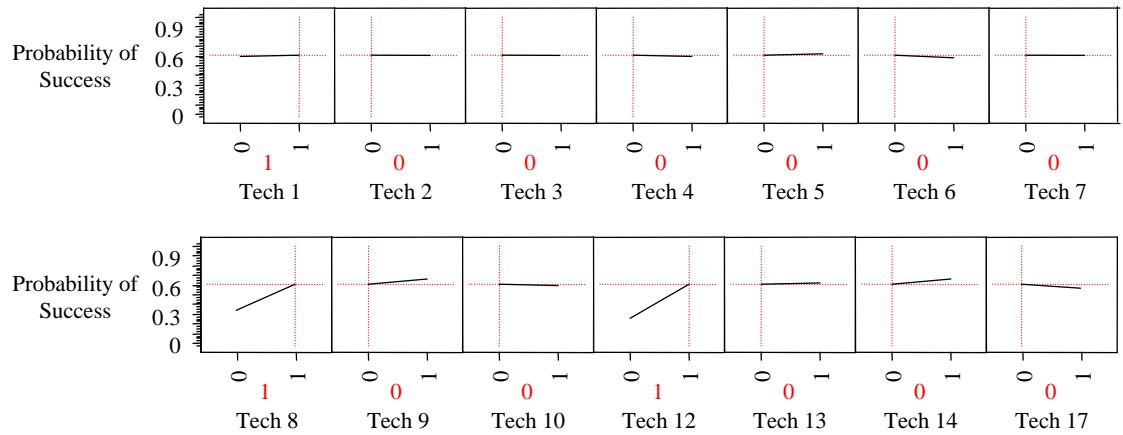 Probability of
Success
0.9
0.6
0.3
0
0 1 0 1 0 1 0 1 0 1 0 1 0 1
1 0 0 0 0 0 0
Tech 1 Tech 2 Tech 3 Tech 4 Tech 5 Tech 6 Tech 7
Probability of
Success
0.9
0.6
0.3
0
0 1 0 1 0 1 0 1 0 1 0 1 0 1
1 0 0 1 0 0 0
Tech 8 Tech 9 Tech 10 Tech 12 Tech 13 Tech 14 Tech 17